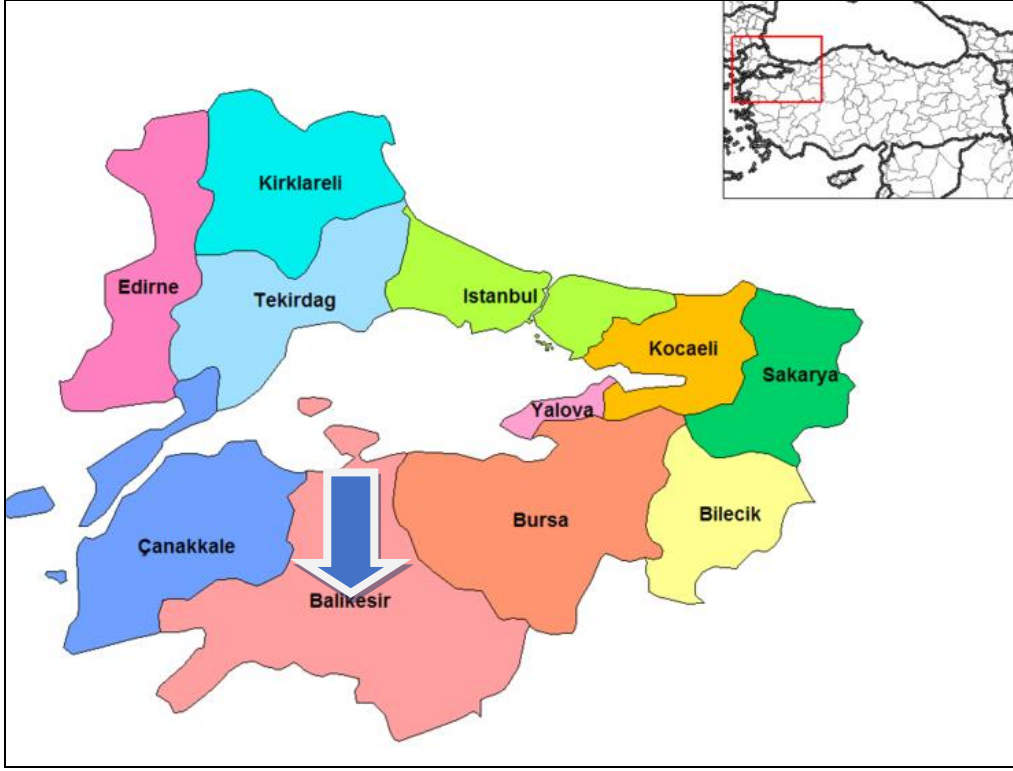 Kirklareli
Edirne
Tekirdag
Istanbul
Kocaeli
Sakarya
Yalova
Bursa
Bilecik
Çanakkale
Balikesir